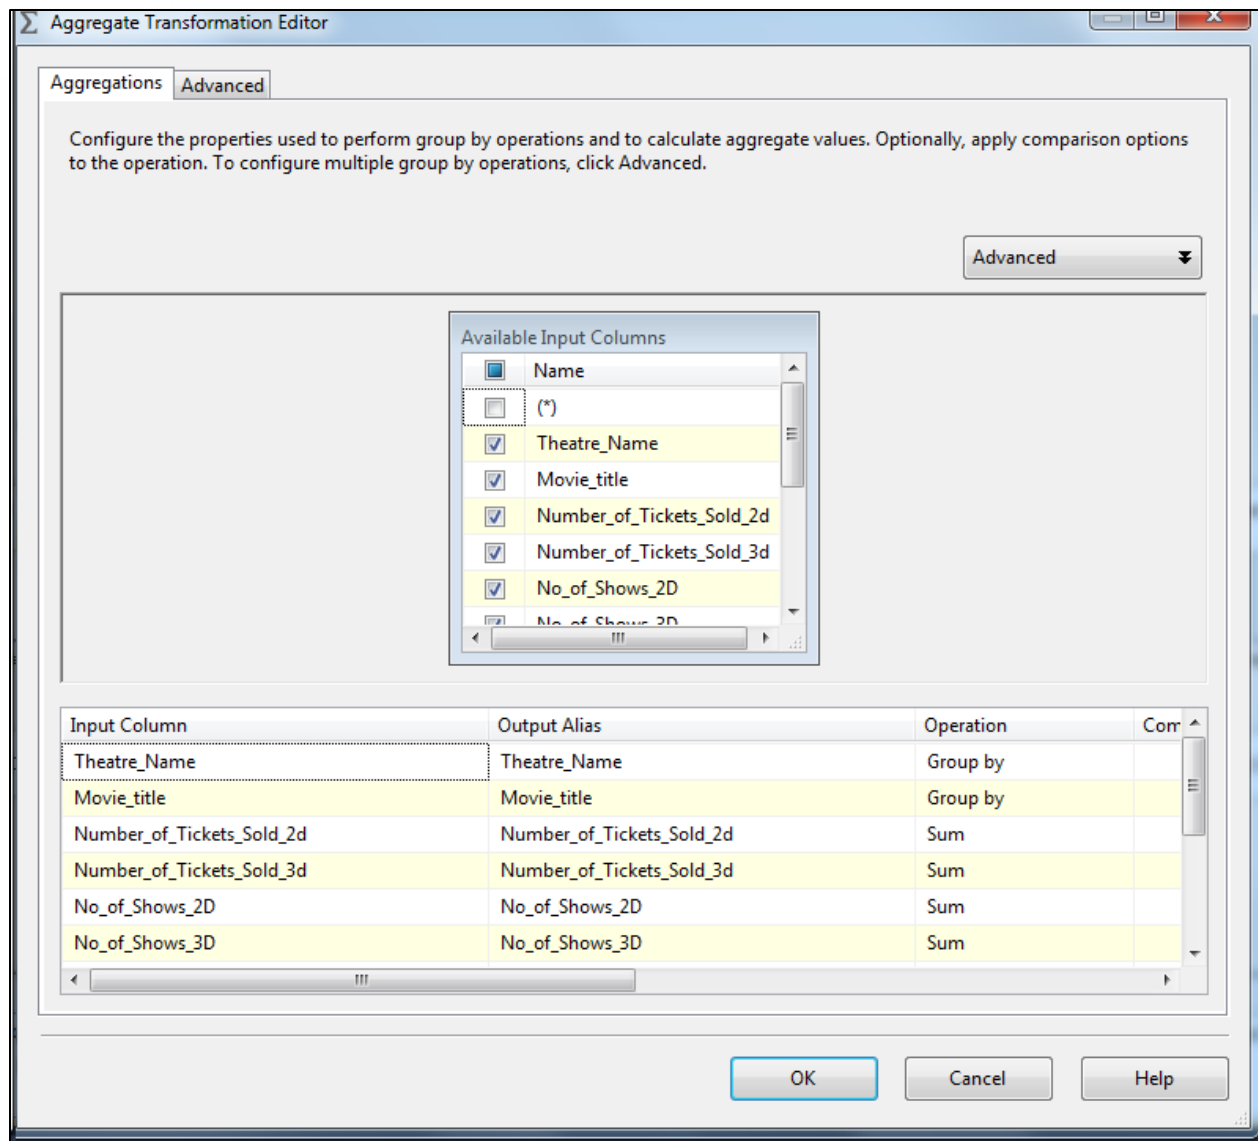 Aggregate Transformation Editor
Aggregations
Advanced
Configure the properties used to perform group by operations and to calculate aggregate values. Optionally, apply comparison options
to the operation. To configure multiple group by operations, click Advanced.
Advanced
Available Input Columns
Name
(*)
Theatre_Name
Movie_title
Number_of_Tickets_Sold_2d
Number_of_Tickets_Sold_3d
No_of_Shows_2D
No_of_Shows_3D
Input Column Output Alias Operation Com
Theatre_Name Theatre_Name Group by
Movie_title Movie_title Group by
Number_of_Tickets_Sold_2d Number_of_Tickets_Sold_2d Sum
Number_of_Tickets_Sold_3d Number_of_Tickets_Sold_3d Sum
No_of_Shows_2D No_of_Shows_2D Sum
No_of_Shows_3D No_of_Shows_3D Sum
OK Cancel Help